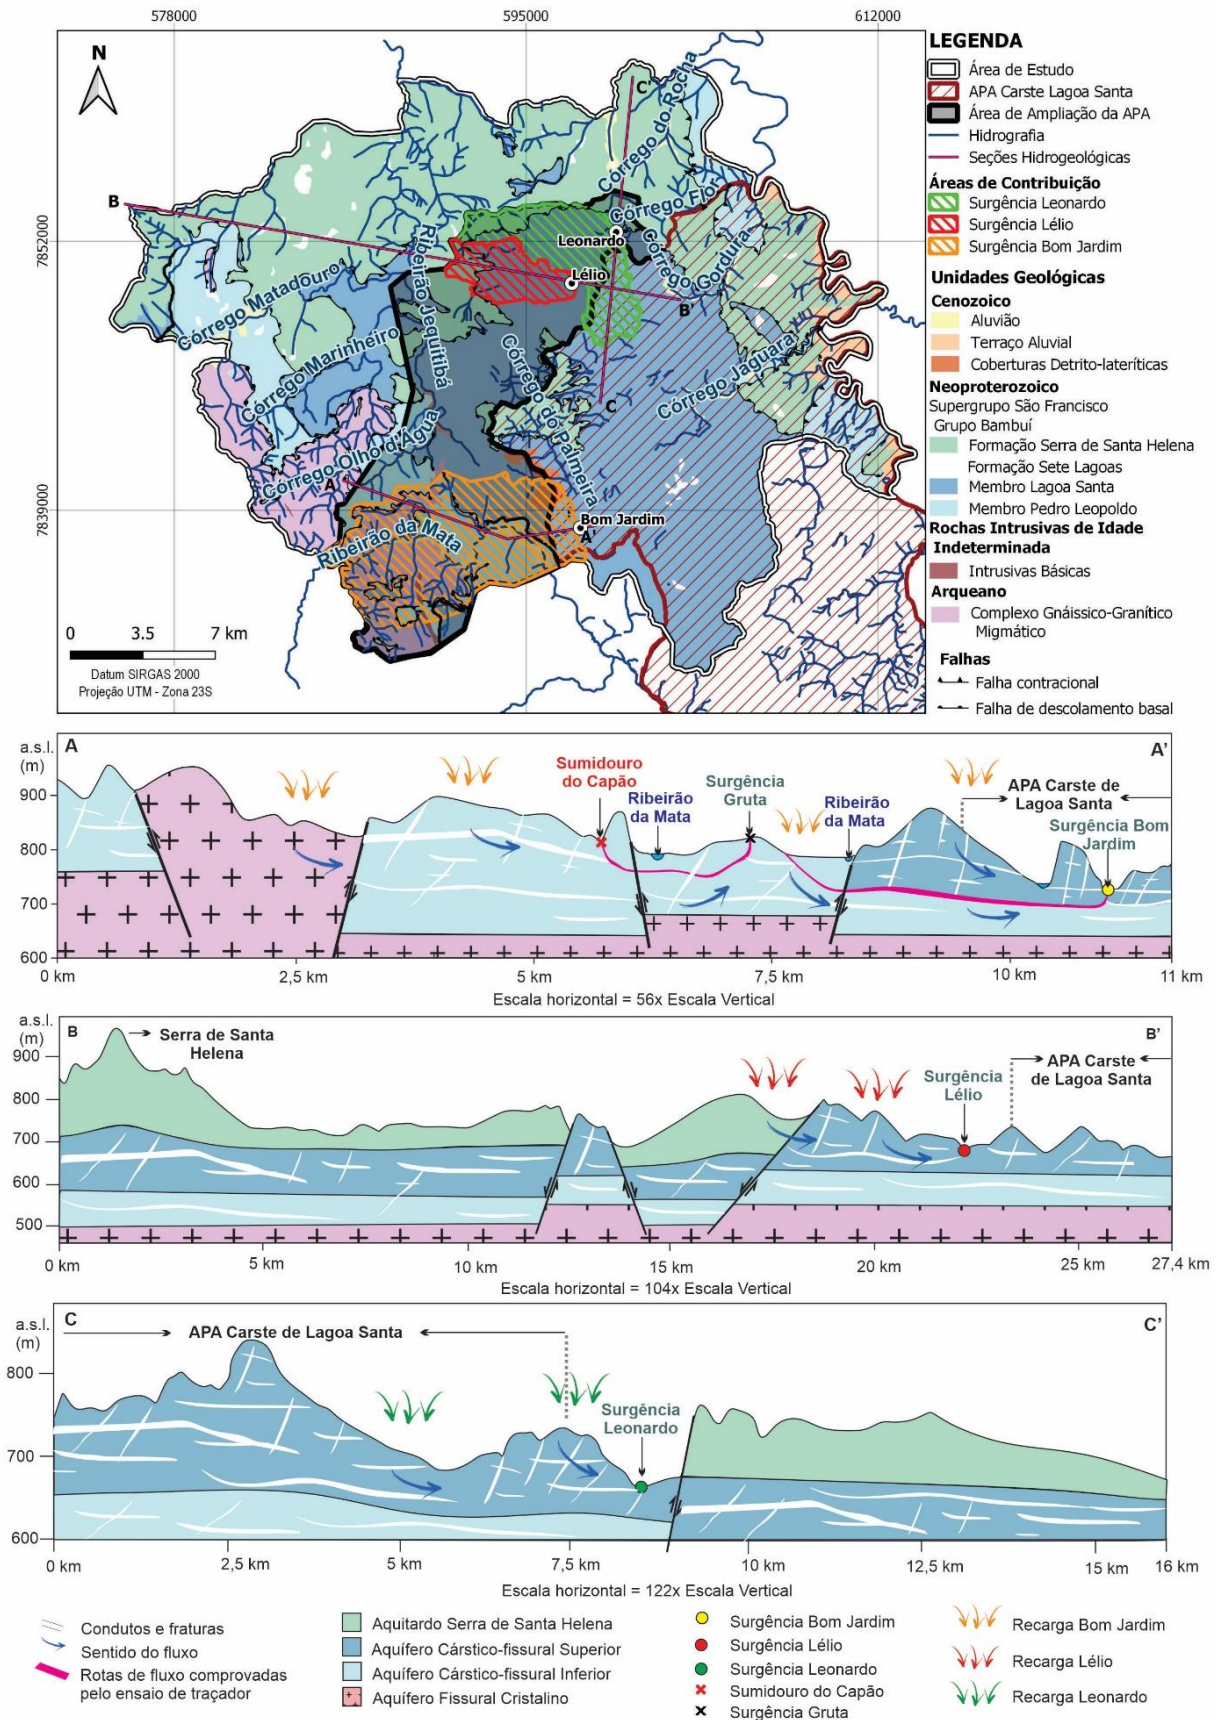 578000
595000
612000
7852000
7839000
N
B
C'
Córrego do Rocha
Córrego Flor
Leonardo
Lélio
Córrego Gordura
B'
Ribeirão Jequitibá
Córrego Matadouro
Córrego Marinheiro
Córrego do Palmeira
Córrego Jaguara
C
Córrego Olho d'Água
A
Bom Jardim
A'
Ribeirão da Mata
0 3.5 7 km
Datum SIRGAS 2000
Projeção UTM - Zona 23S
LEGENDA
Área de Estudo
APA Carste Lagoa Santa
Área de Ampliação da APA
Hidrografia
Seções Hidrogeológicas
Áreas de Contribuição
Surgência Leonardo
Surgência Lélio
Surgência Bom Jardim
Unidades Geológicas
Cenozoico
Aluvião
Terraço Aluvial
Coberturas Detrito-lateríticas
Neoproterozoico
Supergrupo São Francisco
Grupo Bambuí
Formação Serra de Santa Helena
Formação Sete Lagoas
Membro Lagoa Santa
Membro Pedro Leopoldo
Rochas Intrusivas de Idade
Indeterminada
Intrusivas Básicas
Arqueano
Complexo Gnáissico-Granítico
Migmático
Falhas
Falha contracional
Falha de descolamento basal
a.s.l.
(m)
A
A'
900
800
700
600
Sumidouro
do Capão
Ribeirão
da Mata
Surgência
Gruta
Ribeirão
da Mata
APA Carste de
Lagoa Santa
Surgência Bom
Jardim
0 km 2,5 km 5 km 7,5 km 10 km 11 km
Escala horizontal = 56x Escala Vertical
a.s.l.
(m)
B
B'
900
800
700
600
500
Serra de Santa
Helena
Surgência
Lélio
APA Carste
de Lagoa Santa
0 km 5 km 10 km 15 km 20 km 25 km 27,4 km
Escala horizontal = 104x Escala Vertical
a.s.l.
(m)
C
C'
800
700
600
APA Carste de Lagoa Santa
Surgência
Leonardo
0 km 2,5 km 5 km 7,5 km 10 km 12,5 km 15 km 16 km
Escala horizontal = 122x Escala Vertical
Condutos e fraturas
Sentido do fluxo
Rotas de fluxo comprovadas
pelo ensaio de traçador
Aquitardo Serra de Santa Helena
Aquífero Cárstico-fissural Superior
Aquífero Cárstico-fissural Inferior
Aquífero Fissural Cristalino
Surgência Bom Jardim
Surgência Lélio
Surgência Leonardo
Sumidouro do Capão
Surgência Gruta
Recarga Bom Jardim
Recarga Lélio
Recarga Leonardo